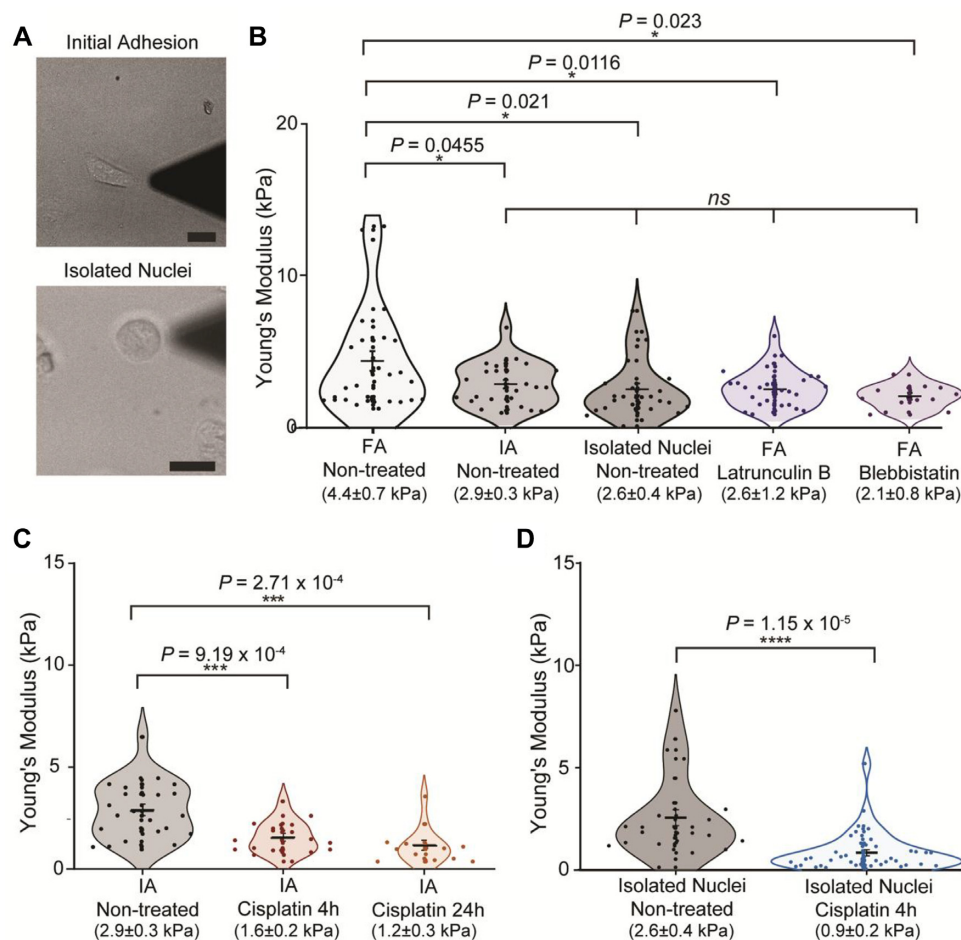 A
Initial Adhesion
Isolated Nuclei
B
P = 0.023
*
P = 0.0116
*
P = 0.021
*
P = 0.0455
*
ns
Young's Modulus (kPa)
20
10
0
FA
Non-treated
(4.4±0.7 kPa)
IA
Non-treated
(2.9±0.3 kPa)
Isolated Nuclei
Non-treated
(2.6±0.4 kPa)
FA
Latrunculin B
(2.6±1.2 kPa)
FA
Blebbistatin
(2.1±0.8 kPa)
C
P = 2.71 x 10⁻⁴
***
P = 9.19 x 10⁻⁴
***
Young's Modulus (kPa)
15
10
5
0
IA
Non-treated
(2.9±0.3 kPa)
IA
Cisplatin 4h
(1.6±0.2 kPa)
IA
Cisplatin 24h
(1.2±0.3 kPa)
D
P = 1.15 x 10⁻⁵
****
Young's Modulus (kPa)
15
10
5
0
Isolated Nuclei
Non-treated
(2.6±0.4 kPa)
Isolated Nuclei
Cisplatin 4h
(0.9±0.2 kPa)